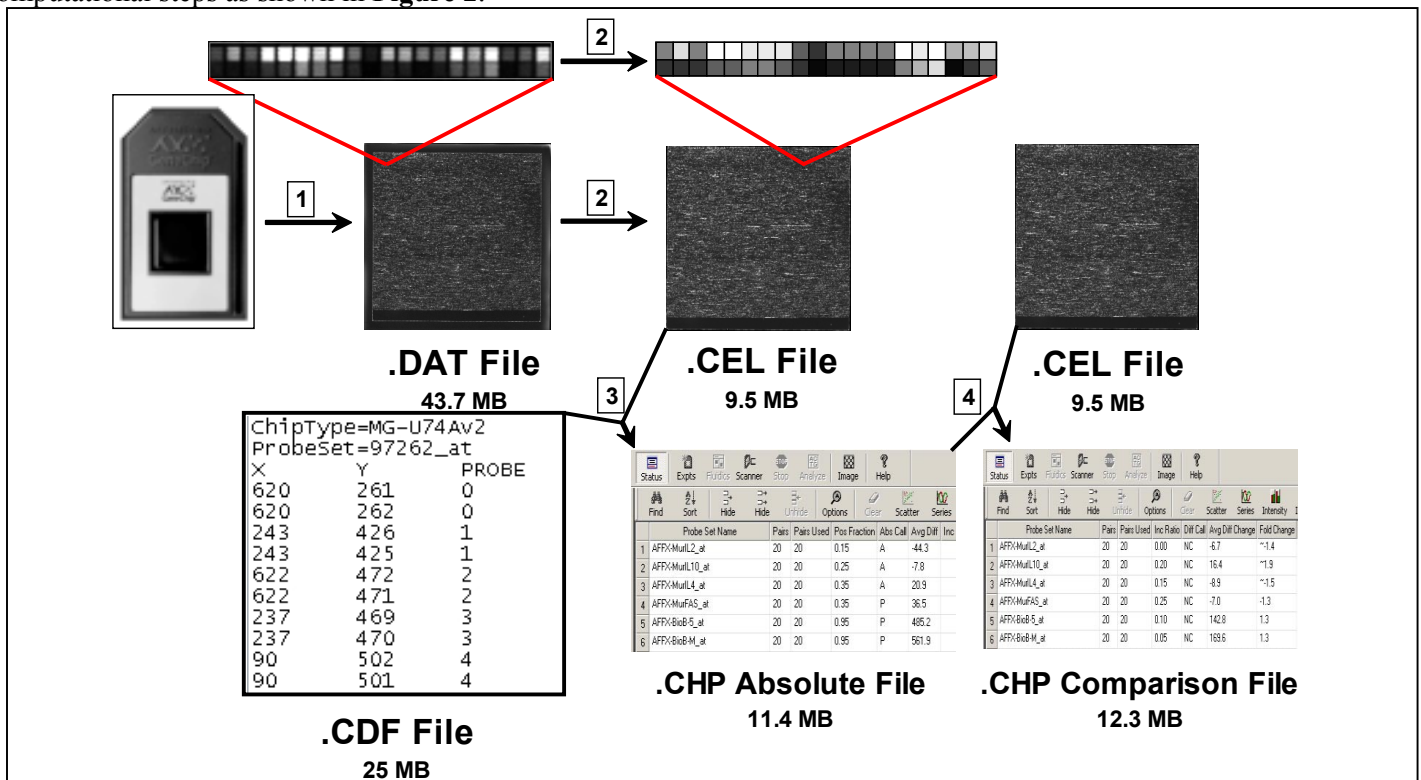 omputational steps as shown in Figure 2.
2
1
2
.DAT File
43.7 MB
.CEL File
9.5 MB
.CEL File
9.5 MB
3
4
ChipType=MG-U74Av2
ProbeSet=97262_at
X Y PROBE
620 261 0
620 262 0
243 426 1
243 425 1
622 472 2
622 471 2
237 469 3
237 470 3
90 502 4
90 501 4
.CDF File
25 MB
Status Expts Fluidics Scanner Stop Analyze Image Help
Find Sort Hide Hide Unhide Options Clear Scatter Series
Probe Set Name Pairs Pairs Used Pos Fraction Abs Call Avg Diff Inc
1 AFFX-MurIL2_at 20 20 0.15 A -44.3
2 AFFX-MurIL10_at 20 20 0.25 A -7.8
3 AFFX-MurIL4_at 20 20 0.35 A 20.9
4 AFFX-MurFAS_at 20 20 0.35 P 36.5
5 AFFX-BioB-5_at 20 20 0.95 P 485.2
6 AFFX-BioB-M_at 20 20 0.95 P 561.9
.CHP Absolute File
11.4 MB
Status Expts Fluidics Scanner Stop Analyze Image Help
Find Sort Hide Hide Unhide Options Clear Scatter Series Intensity
Probe Set Name Pairs Pairs Used Inc Ratio Diff Call Avg Diff Change Fold Change
1 AFFX-MurIL2_at 20 20 0.00 NC -6.7 ~-1.4
2 AFFX-MurIL10_at 20 20 0.20 NC 16.4 ~1.9
3 AFFX-MurIL4_at 20 20 0.15 NC -8.9 ~-1.5
4 AFFX-MurFAS_at 20 20 0.25 NC -7.0 -1.3
5 AFFX-BioB-5_at 20 20 0.10 NC 142.8 1.3
6 AFFX-BioB-M_at 20 20 0.05 NC 169.6 1.3
.CHP Comparison File
12.3 MB